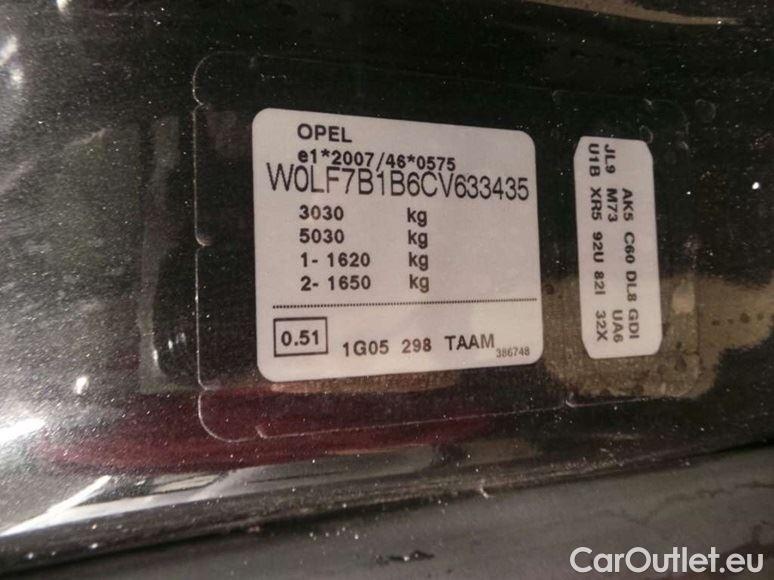 OPEL
e1*2007/46*0575
W0LF7B1B6CV633435
3030 kg
5030 kg
1- 1620 kg
2- 1650 kg
0.51 1G05 298 TAAM 386748
AK5 C60 DL8 GDI
JL9 M73 UA6
U1B XR5 92U 82I 32X
CarOutlet.eu